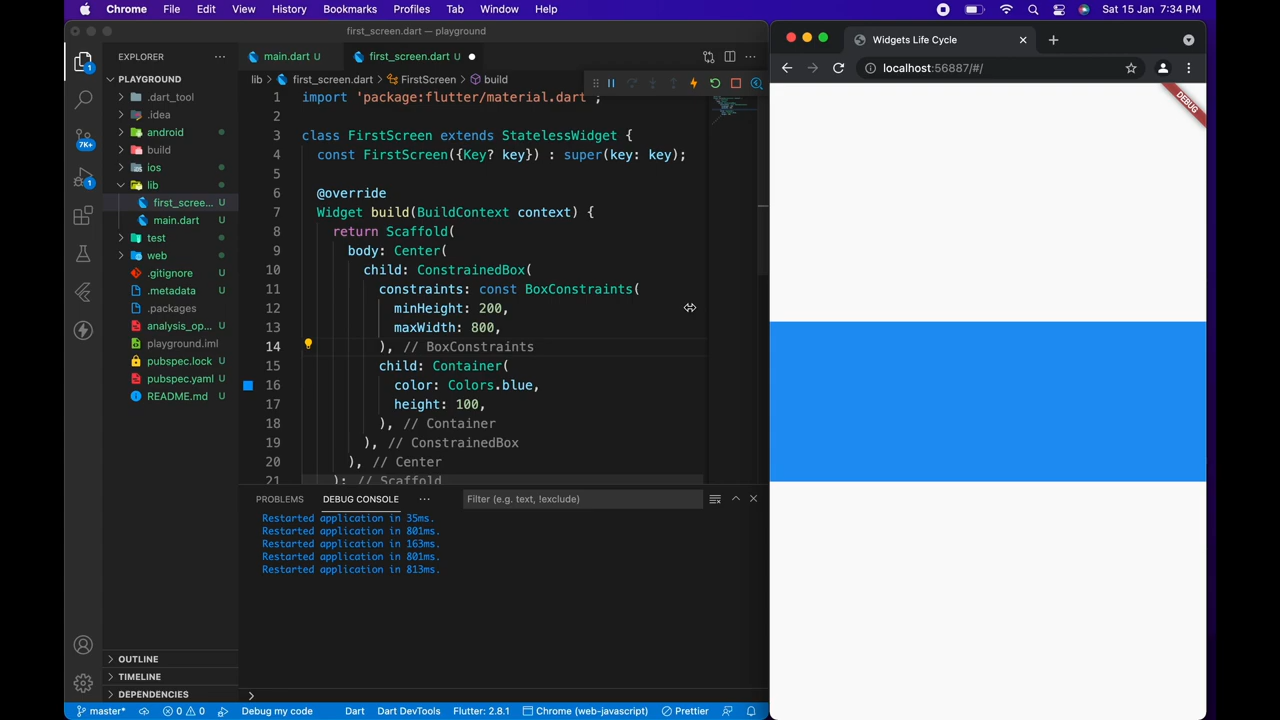 Chrome File Edit View History Bookmarks Profiles Tab Window Help Sat 15 Jan 7:34 PM
first_screen.dart — playground
EXPLORER
PLAYGROUND
.dart_tool
.idea
android
build
ios
lib
first_scree... U
main.dart U
test
web
.gitignore U
.metadata U
.packages
analysis_op... U
playground.iml
pubspec.lock U
pubspec.yaml U
README.md U
OUTLINE
TIMELINE
DEPENDENCIES
1
7K+
1
main.dart U first_screen.dart U
lib > first_screen.dart > FirstScreen > build
1 import 'package:flutter/material.dart';
2
3 class FirstScreen extends StatelessWidget {
4 const FirstScreen({Key? key}) : super(key: key);
5
6 @override
7 Widget build(BuildContext context) {
8 return Scaffold(
9 body: Center(
10 child: ConstrainedBox(
11 constraints: const BoxConstraints(
12 minHeight: 200,
13 maxWidth: 800,
14 ), // BoxConstraints
15 child: Container(
16 color: Colors.blue,
17 height: 100,
18 ), // Container
19 ), // ConstrainedBox
20 ), // Center
21 ); // Scaffold
PROBLEMS DEBUG CONSOLE ... Filter (e.g. text, !exclude)
Restarted application in 35ms.
Restarted application in 801ms.
Restarted application in 163ms.
Restarted application in 801ms.
Restarted application in 813ms.
>
master* 0 0 Debug my code Dart Dart DevTools Flutter: 2.8.1 Chrome (web-javascript) Prettier
Widgets Life Cycle
localhost:56887/#/
DEBUG